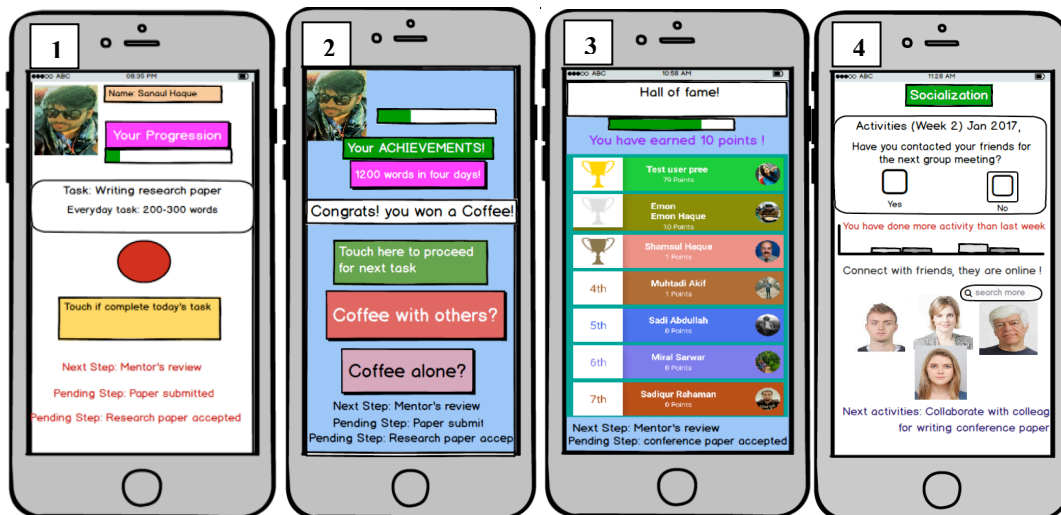 1
ABC
08:35 PM
Name: Sanaul Haque
Your Progression
Task: Writing research paper
Everyday task: 200-300 words
Touch if complete today's task
Next Step: Mentor's review
Pending Step: Paper submitted
Pending Step: Research paper accepted
2
Your ACHIEVEMENTS!
1200 words in four days!
Congrats! you won a Coffee!
Touch here to proceed
for next task
Coffee with others?
Coffee alone?
Next Step: Mentor's review
Pending Step: Paper submit
Pending Step: Research paper accep
3
ABC
10:58 AM
Hall of fame!
You have earned 10 points !
Test user pree
79 Points
Emon
Emon Haque
10 Points
Shamsul Haque
1 Points
4th
Muhtadi Akif
1 Points
5th
Sadi Abdullah
0 Points
6th
Miral Sarwar
0 Points
7th
Sadiqur Rahaman
0 Points
Next Step: Mentor's review
Pending Step: conference paper accepted
4
ABC
11:28 AM
Socialization
Activities (Week 2) Jan 2017,
Have you contacted your friends for
the next group meeting?
Yes
No
You have done more activity than last week
Connect with friends, they are online !
search more
Next activities: Collaborate with colleag
for writing conference paper